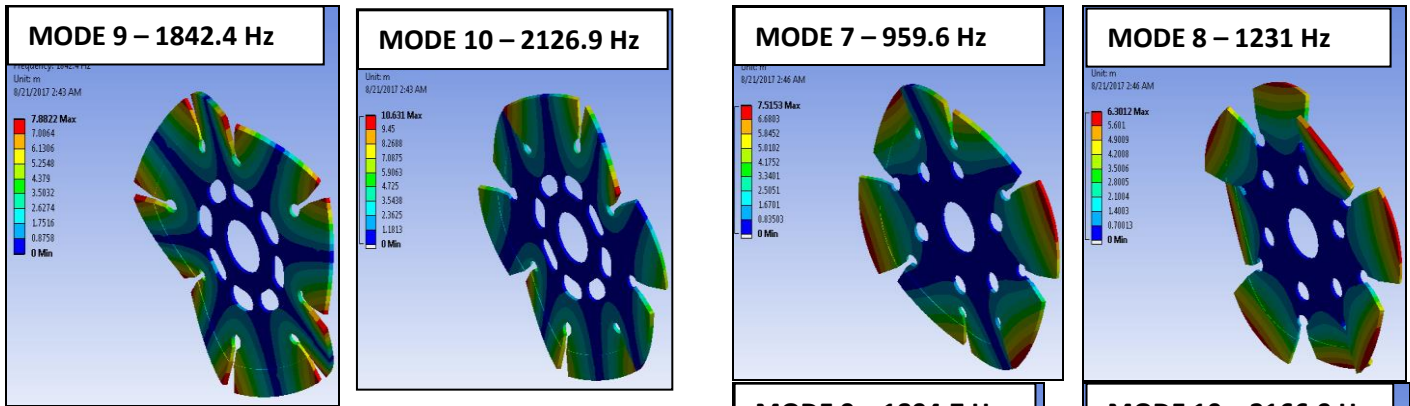 MODE 9 – 1842.4 Hz
Unit: m
8/21/2017 2:43 AM
7.8822 Max
7.0064
6.1306
5.2548
4.379
3.5032
2.6274
1.7516
0.8758
0 Min
MODE 10 – 2126.9 Hz
Unit: m
8/21/2017 2:43 AM
10.631 Max
9.45
8.2688
7.0875
5.9063
4.725
3.5438
2.3625
1.1813
0 Min
MODE 7 – 959.6 Hz
8/21/2017 2:46 AM
7.5153 Max
6.6803
5.8452
5.0102
4.1752
3.3401
2.5051
1.6701
0.83503
0 Min
MODE 8 – 1231 Hz
Unit: m
8/21/2017 2:46 AM
6.3012 Max
5.601
4.9009
4.2008
3.5006
2.8005
2.1004
1.4003
0.70013
0 Min